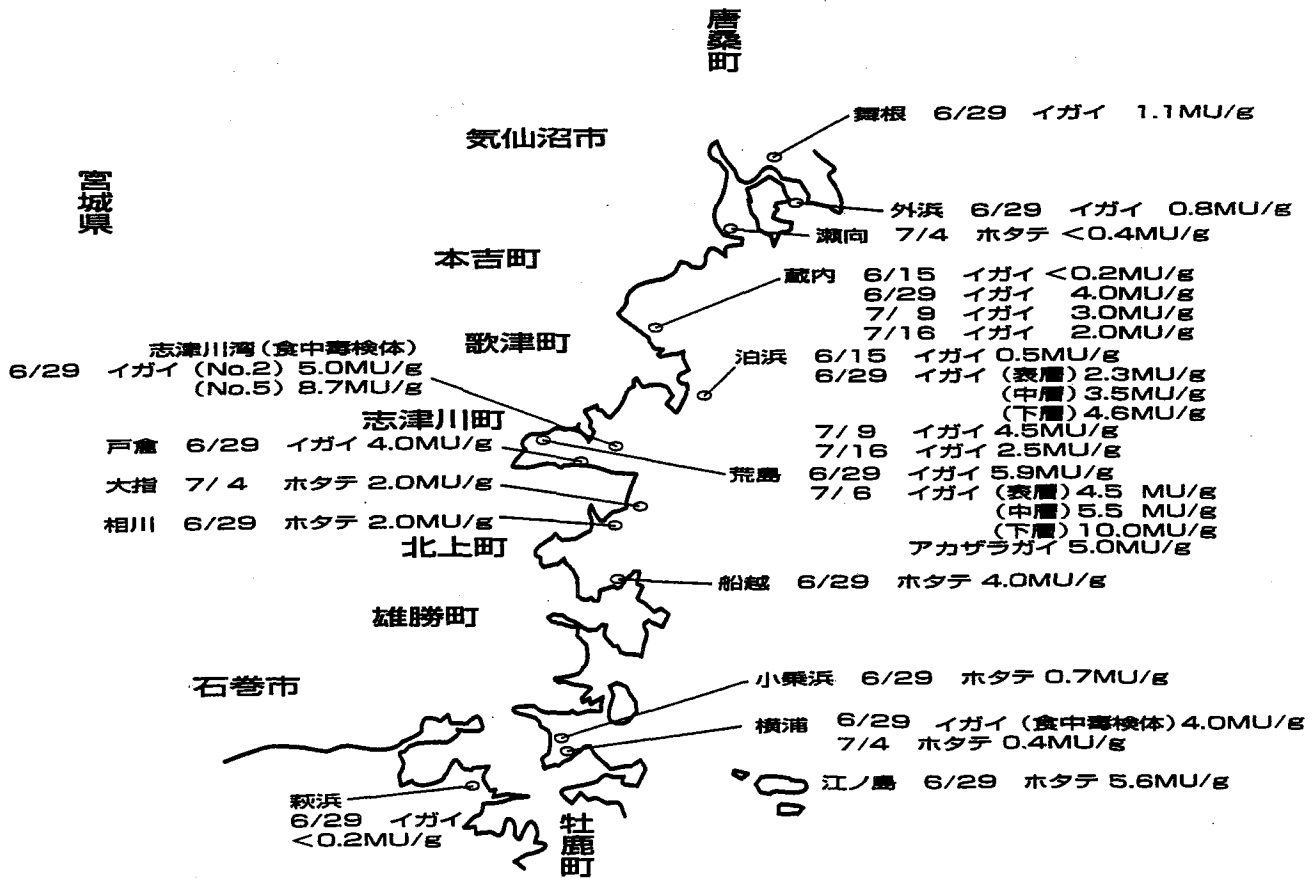 唐桑町
舞根 6/29 イガイ 1.1MU/g
気仙沼市
宮城県
外浜 6/29 イガイ 0.8MU/g
瀬向 7/4 ホタテ <0.4MU/g
本吉町
蔵内 6/15 イガイ <0.2MU/g
6/29 イガイ 4.0MU/g
7/ 9 イガイ 3.0MU/g
7/16 イガイ 2.0MU/g
歌津町
志津川湾(食中毒検体)
6/29 イガイ (No.2) 5.0MU/g
(No.5) 8.7MU/g
泊浜 6/15 イガイ 0.5MU/g
6/29 イガイ (表層) 2.3MU/g
(中層) 3.5MU/g
(下層) 4.6MU/g
7/ 9 イガイ 4.5MU/g
7/16 イガイ 2.5MU/g
志津川町
戸倉 6/29 イガイ 4.0MU/g
荒島 6/29 イガイ 5.9MU/g
7/ 6 イガイ (表層) 4.5 MU/g
(中層) 5.5 MU/g
(下層) 10.0MU/g
アカザラガイ 5.0MU/g
大指 7/ 4 ホタテ 2.0MU/g
相川 6/29 ホタテ 2.0MU/g
北上町
船越 6/29 ホタテ 4.0MU/g
雄勝町
石巻市
小乗浜 6/29 ホタテ 0.7MU/g
横浦 6/29 イガイ (食中毒検体) 4.0MU/g
7/4 ホタテ 0.4MU/g
江ノ島 6/29 ホタテ 5.6MU/g
萩浜
6/29 イガイ
<0.2MU/g
牡鹿町